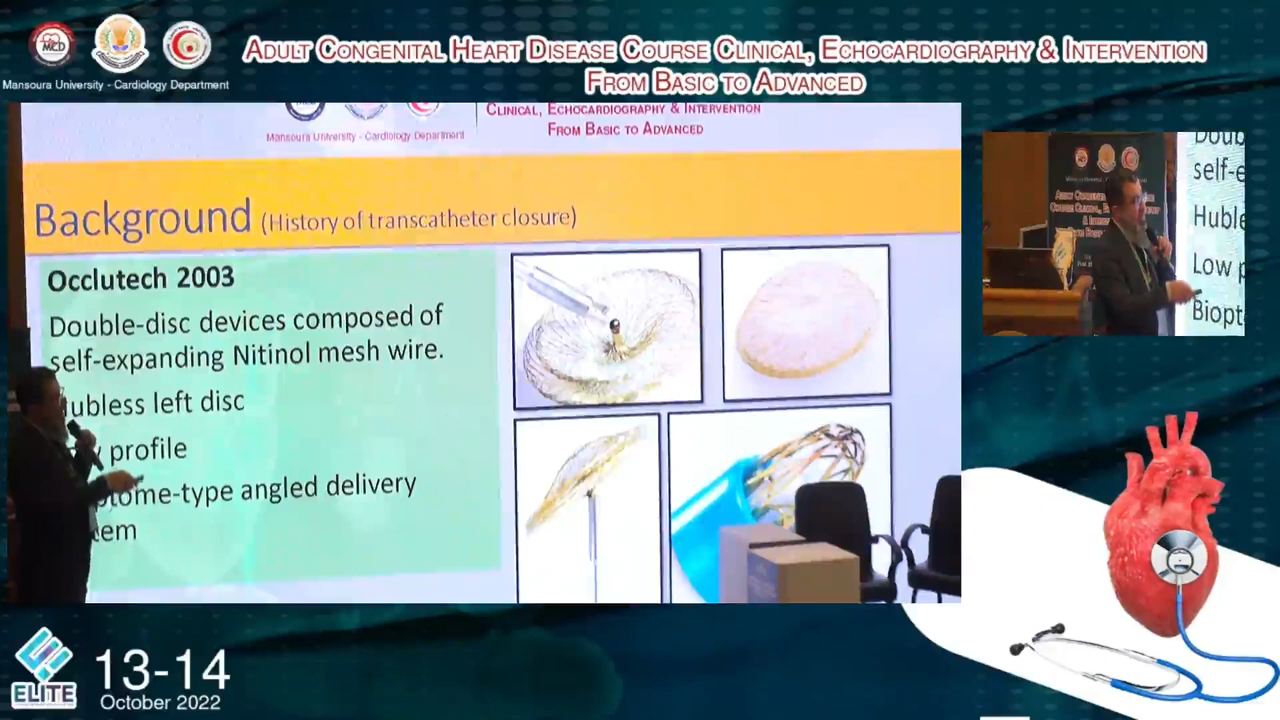 ADULT CONGENITAL HEART DISEASE COURSE CLINICAL, ECHOCARDIOGRAPHY & INTERVENTION
FROM BASIC TO ADVANCED
MCD
Mansoura University - Cardiology Department
CLINICAL, ECHOCARDIOGRAPHY & INTERVENTION
FROM BASIC TO ADVANCED
Mansoura University - Cardiology Department
Background (History of transcatheter closure)
Occlutech 2003
Double-disc devices composed of
self-expanding Nitinol mesh wire.
ubless left disc
profile
tome-type angled delivery
em
Doub
self-e
Huble
Low p
Biopt
ELITE
13-14
October 2022